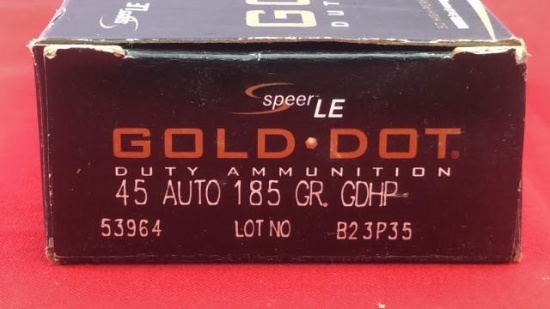 speer LE
GOLD DOT
DUTY AMMUNITION
45 AUTO 185 GR. GDHP
53964 LOT NO B23P35